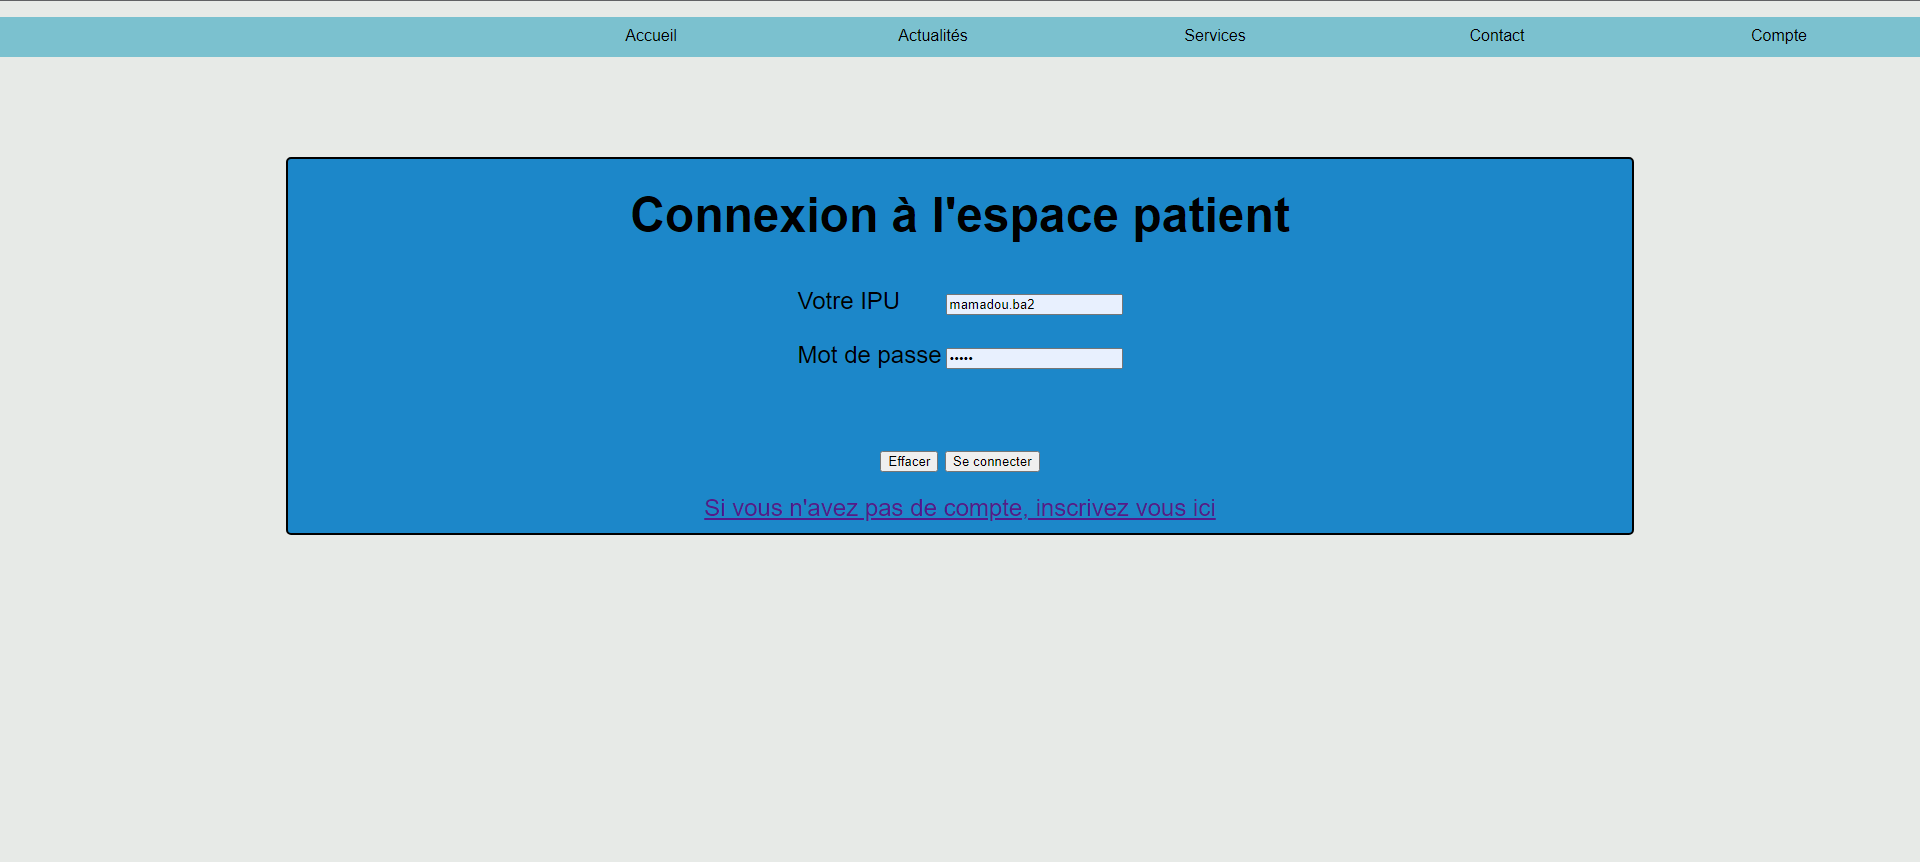 Accueil Actualités Services Contact Compte
Connexion à l'espace patient
Votre IPU mamadou.ba2
Mot de passe •••••
Effacer Se connecter
Si vous n'avez pas de compte, inscrivez vous ici